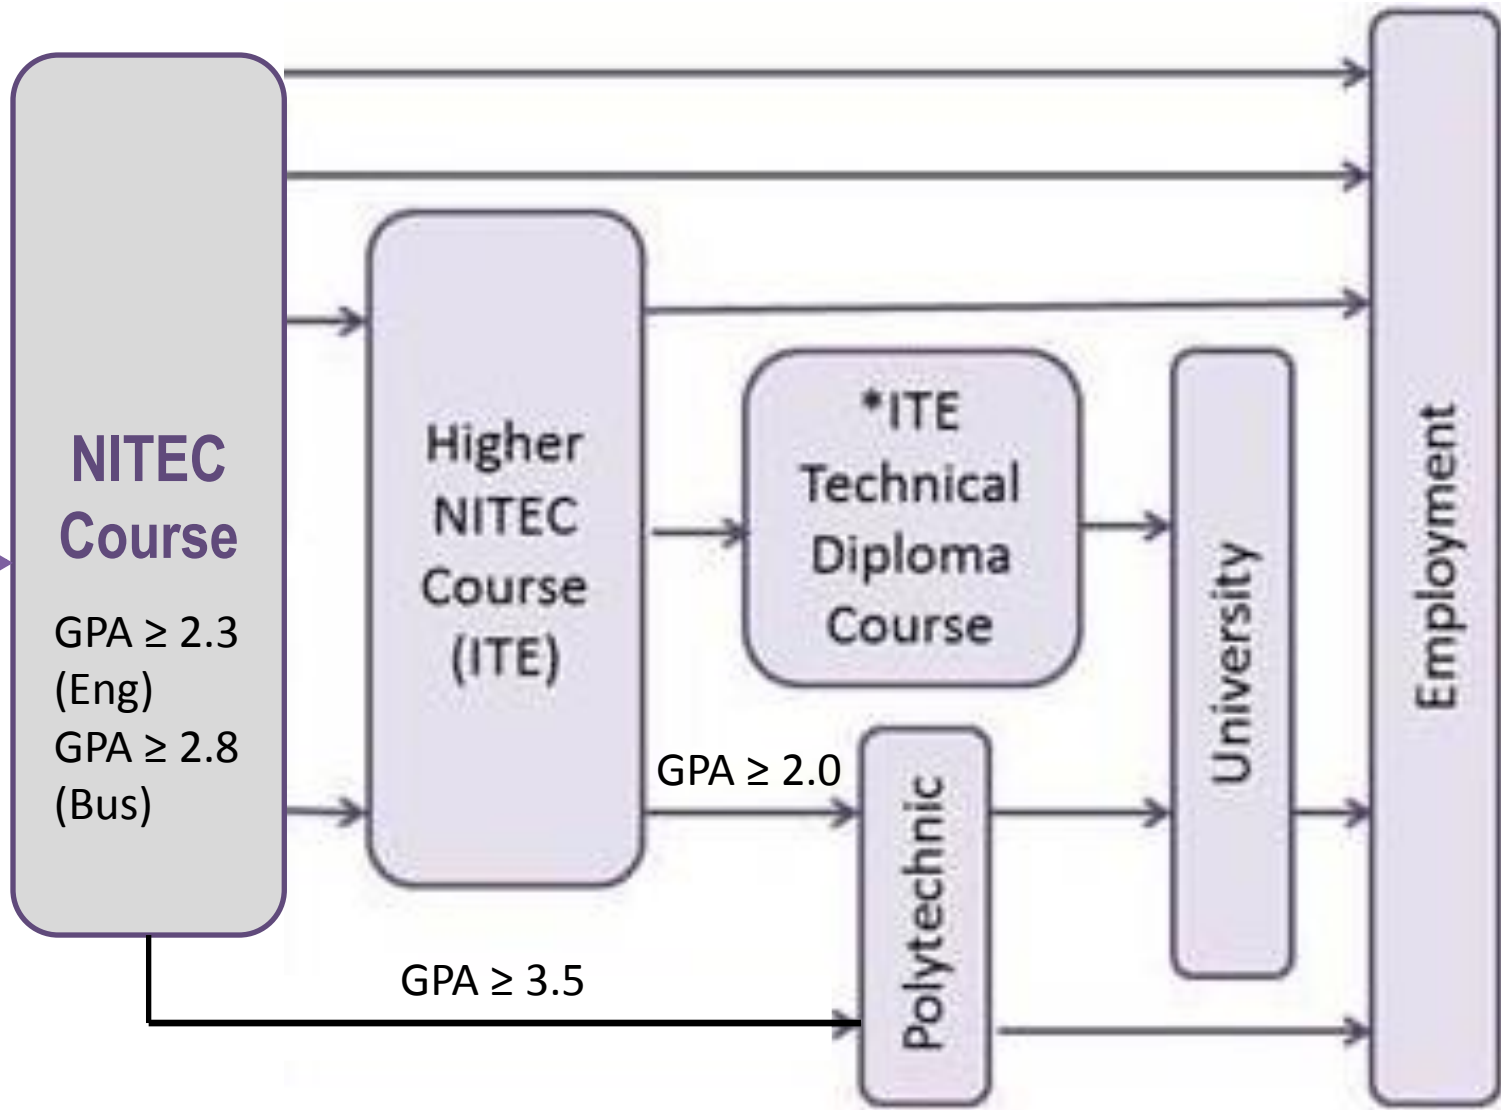 NITEC
Course
GPA ≥ 2.3
(Eng)
GPA ≥ 2.8
(Bus)
Higher
NITEC
Course
(ITE)
*ITE
Technical
Diploma
Course
GPA ≥ 2.0
GPA ≥ 3.5
Polytechnic
University
Employment